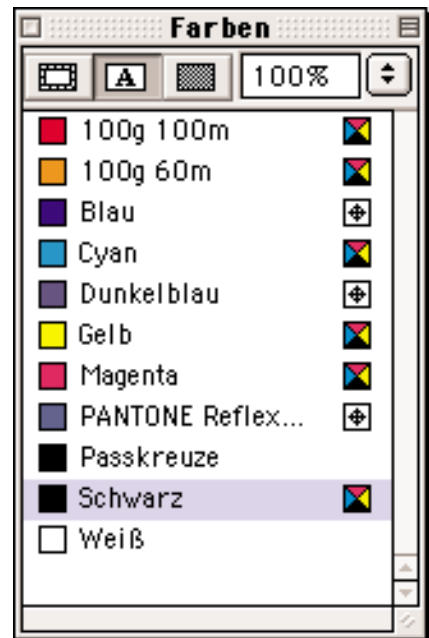 Farben
A 100%
100g 100m
100g 60m
Blau
Cyan
Dunkelblau
Gelb
Magenta
PANTONE Reflex...
Passkreuze
Schwarz
Weiß